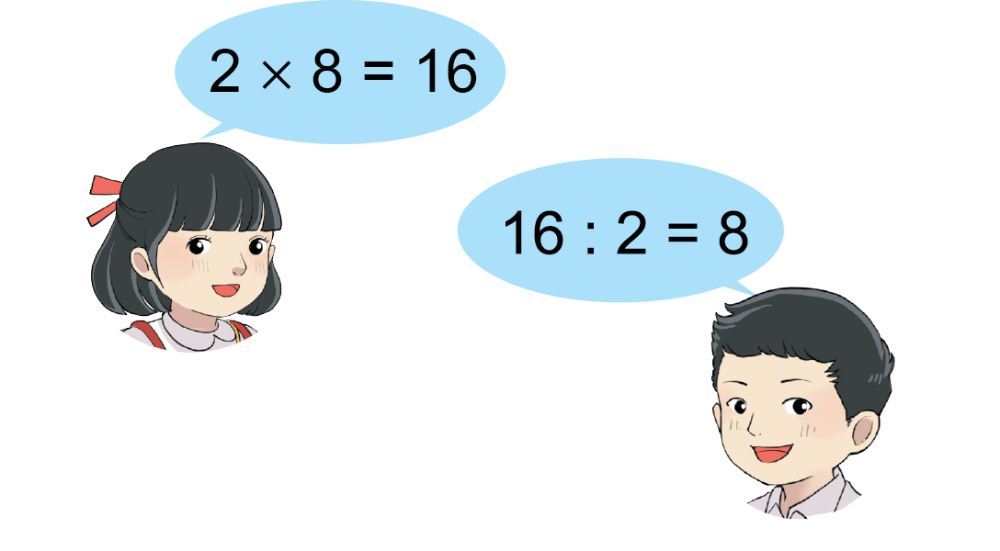 2 × 8 = 16
16 : 2 = 8